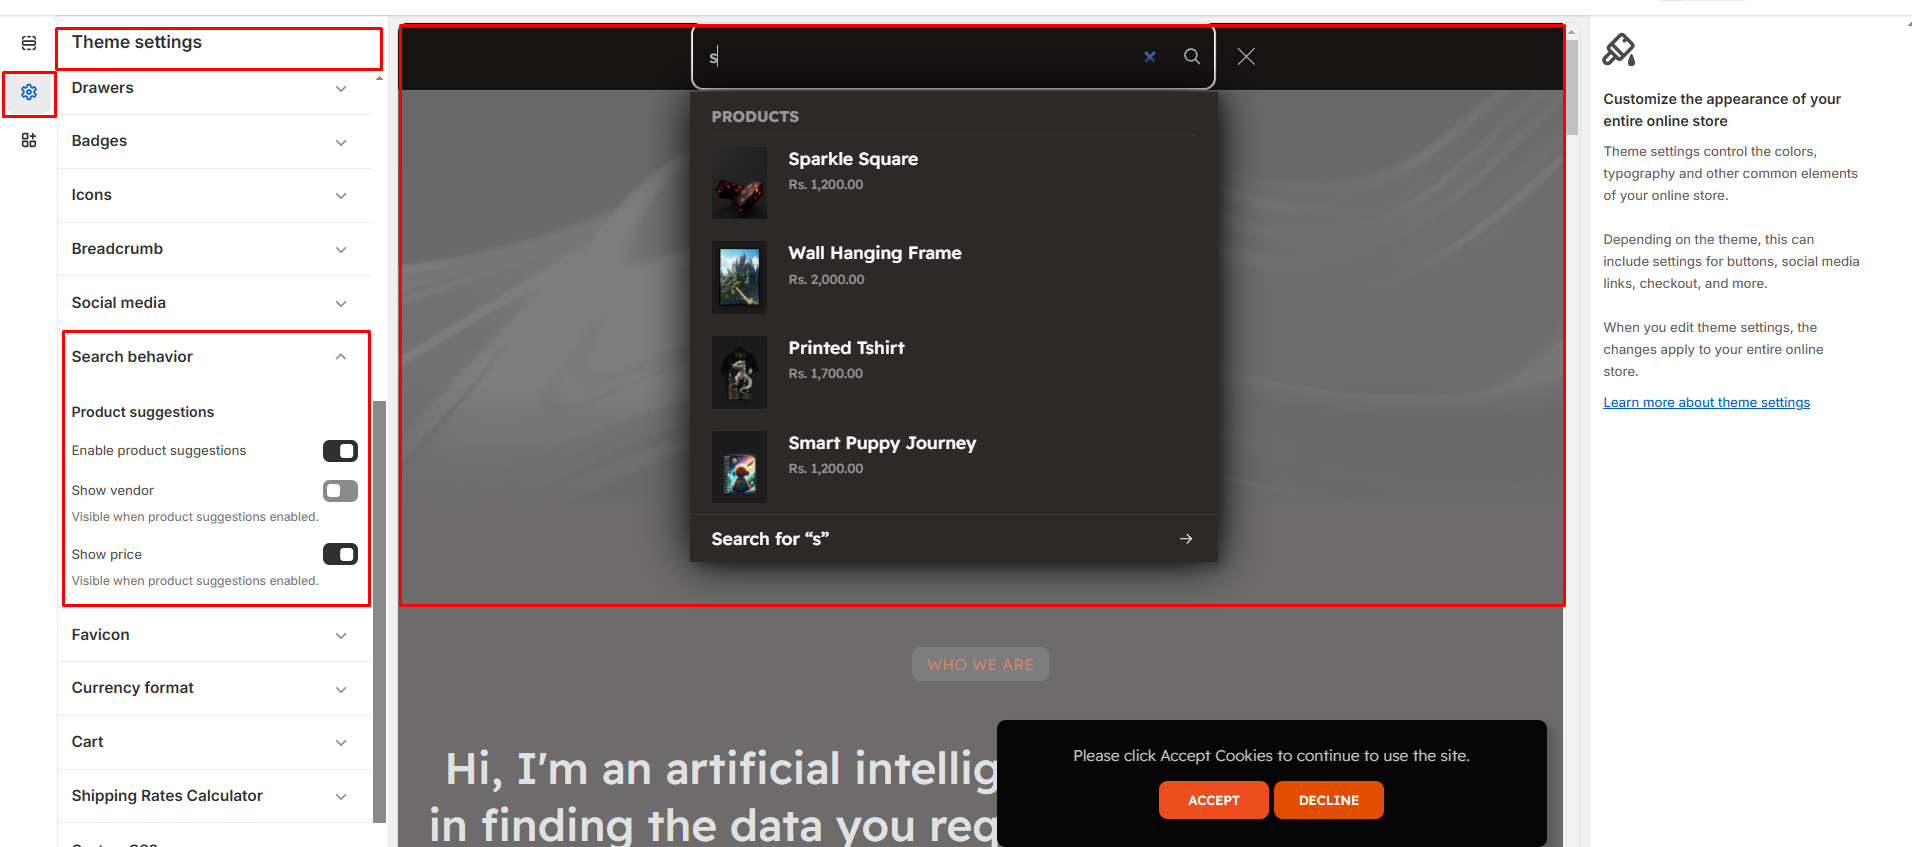 Theme settings
Drawers
Badges
Icons
Breadcrumb
Social media
Search behavior
Product suggestions
Enable product suggestions
Show vendor
Visible when product suggestions enabled.
Show price
Visible when product suggestions enabled.
Favicon
Currency format
Cart
Shipping Rates Calculator
s
PRODUCTS
Sparkle Square
Rs. 1,200.00
Wall Hanging Frame
Rs. 2,000.00
Printed Tshirt
Rs. 1,700.00
Smart Puppy Journey
Rs. 1,200.00
Search for “s”
WHO WE ARE
Hi, I'm an artificial
in finding the data you
Please click Accept Cookies to continue to use the site.
ACCEPT
DECLINE
Customize the appearance of your
entire online store
Theme settings control the colors,
typography and other common elements
of your online store.
Depending on the theme, this can
include settings for buttons, social media
links, checkout, and more.
When you edit theme settings, the
changes apply to your entire online
store.
Learn more about theme settings